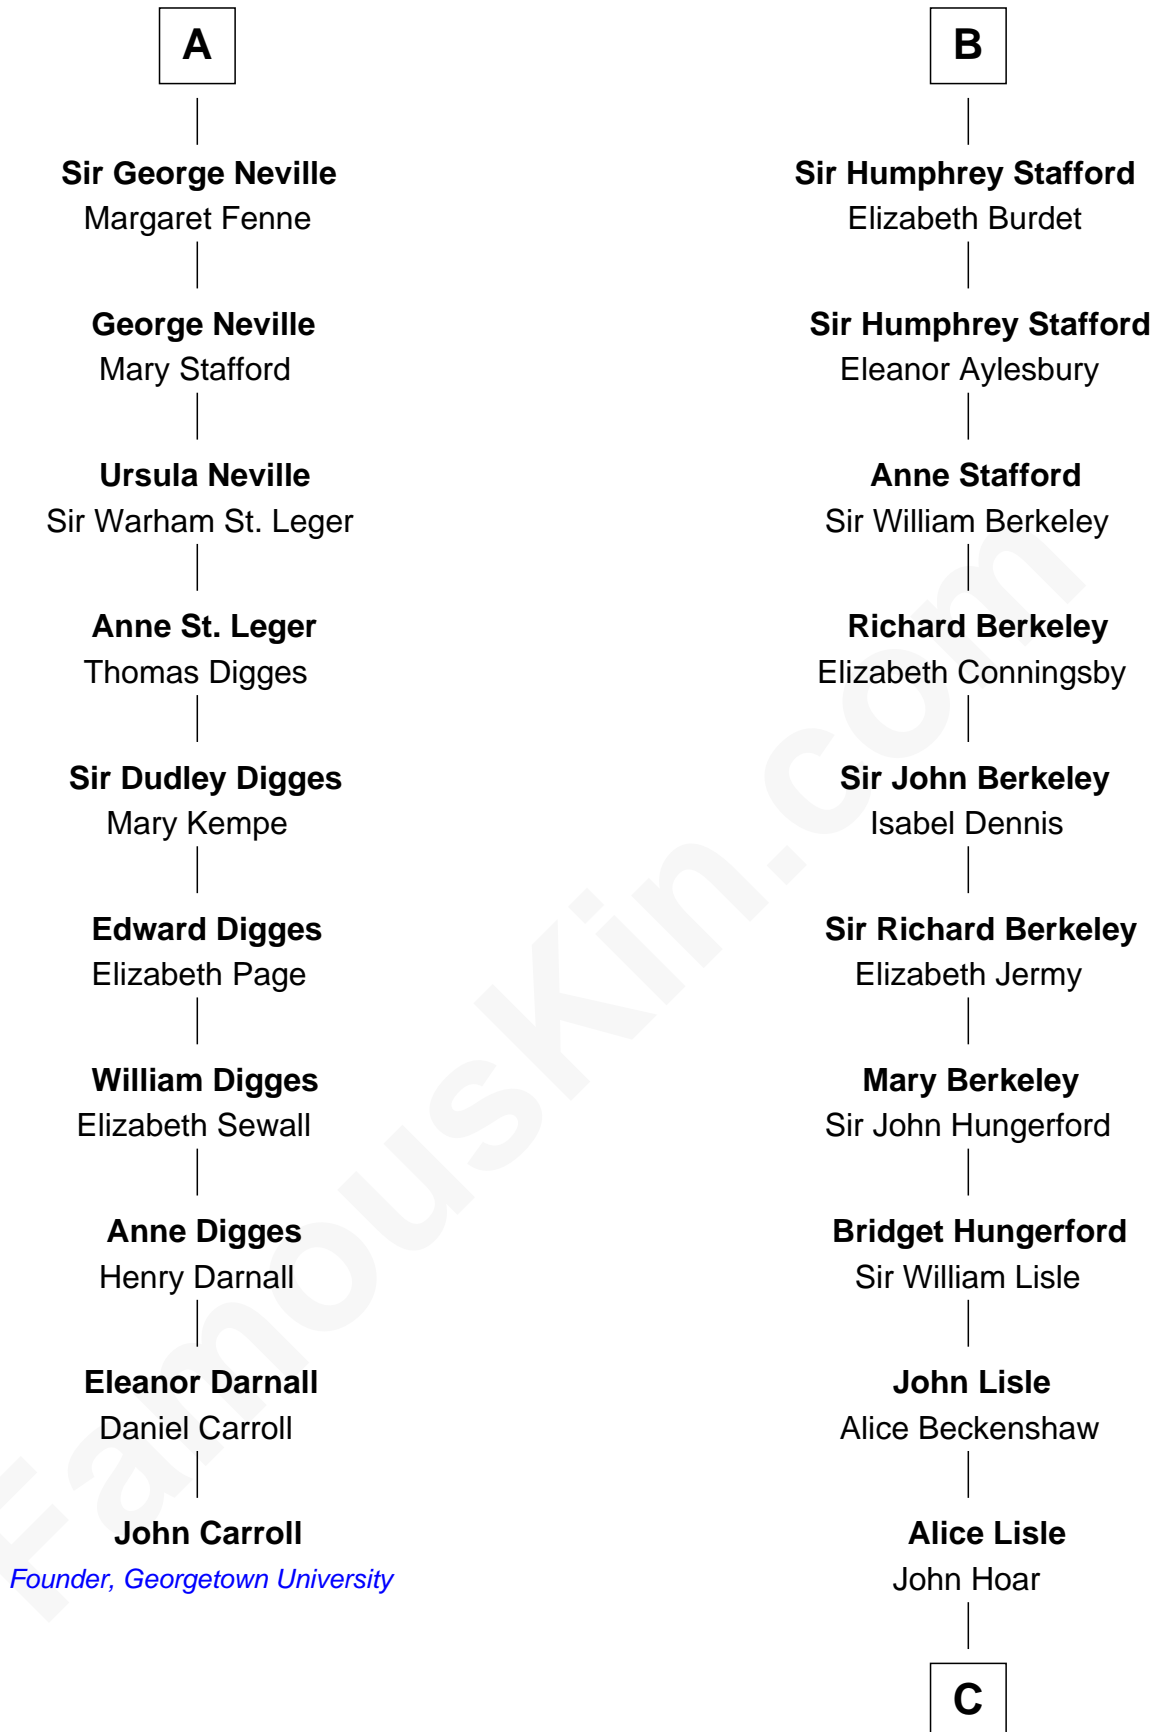 A
Sir George Neville
Margaret Fenne
George Neville
Mary Stafford
Ursula Neville
Sir Warham St. Leger
Anne St. Leger
Thomas Digges
Sir Dudley Digges
Mary Kempe
Edward Digges
Elizabeth Page
William Digges
Elizabeth Sewall
Anne Digges
Henry Darnall
Eleanor Darnall
Daniel Carroll
John Carroll
Founder, Georgetown University
B
Sir Humphrey Stafford
Elizabeth Burdet
Sir Humphrey Stafford
Eleanor Aylesbury
Anne Stafford
Sir William Berkeley
Richard Berkeley
Elizabeth Conningsby
Sir John Berkeley
Isabel Dennis
Sir Richard Berkeley
Elizabeth Jermy
Mary Berkeley
Sir John Hungerford
Bridget Hungerford
Sir William Lisle
John Lisle
Alice Beckenshaw
Alice Lisle
John Hoar
C
FamousKin.com